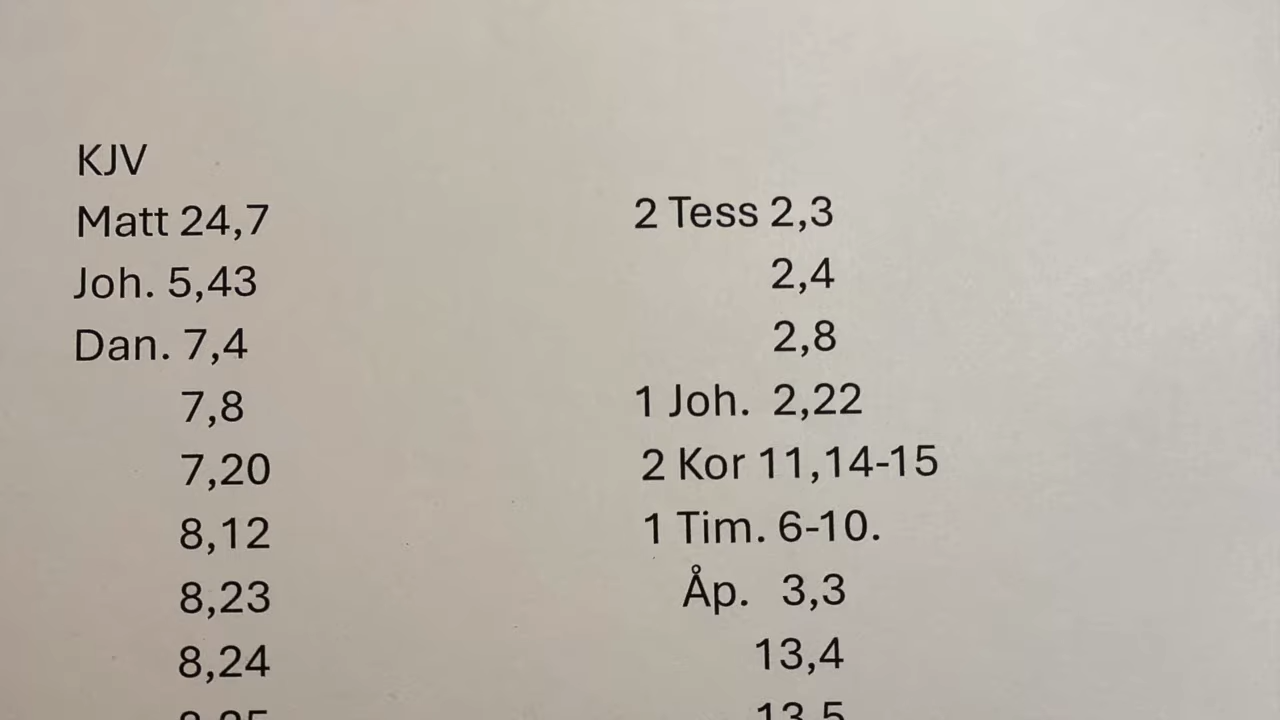 KJV
Matt 24,7
Joh. 5,43
Dan. 7,4
7,8
7,20
8,12
8,23
8,24
2 Tess 2,3
2,4
2,8
1 Joh. 2,22
2 Kor 11,14-15
1 Tim. 6-10.
Åp. 3,3
13,4
13,5